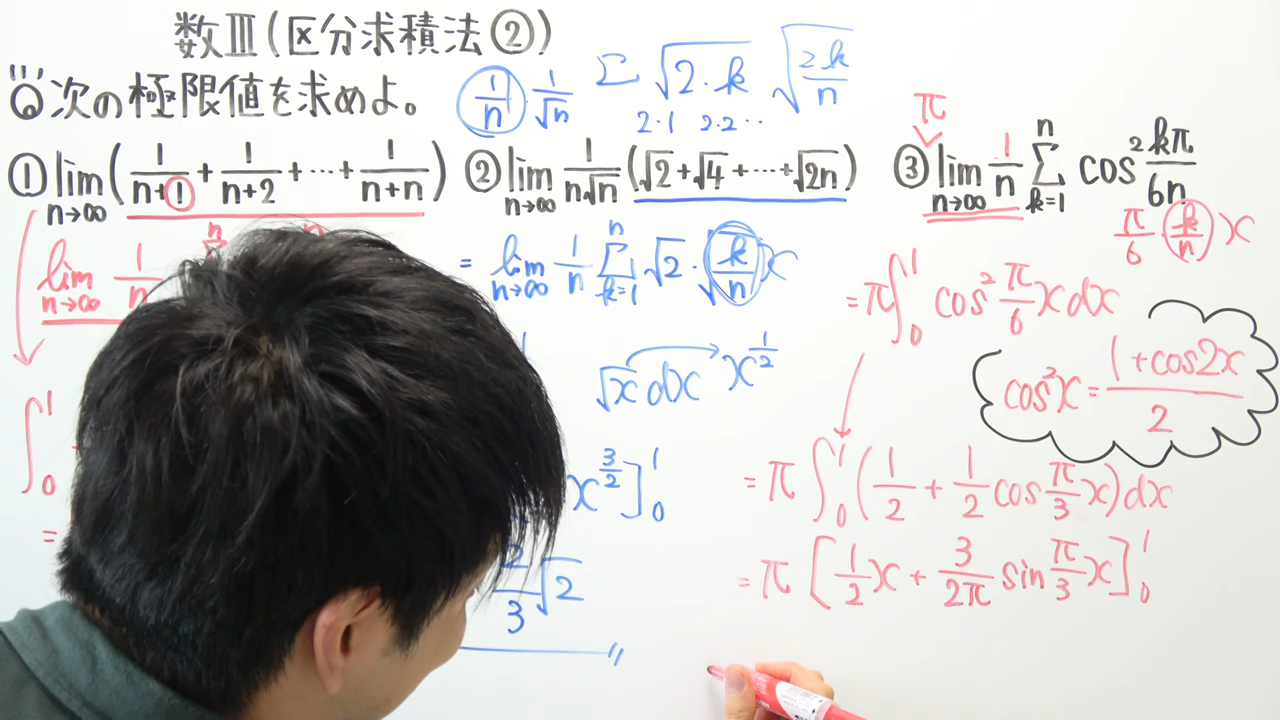 数Ⅲ(区分求積法②)
次の極限値を求めよ。
① lim n→∞ (1/(n+1) + 1/(n+2) + … + 1/(n+n))
lim n→∞ 1/n
∫₀¹
=
1/n 1/√n Σ √2・k √(2k/n)
2・1 2・2 ‥
② lim n→∞ 1/(n√n) (√2 + √4 + … + √2n)
= lim n→∞ 1/n Σ k=1 n √2・√(k/n) x
√x dx x^(1/2)
x^(3/2)]₀¹
2/3 √2
π
③ lim n→∞ 1/n Σ k=1 n cos² kπ/6n
π/6 (k/n) x
= π∫₀¹ cos² π/6 x dx
cos²x = (1+cos2x)/2
= π∫₀¹ (1/2 + 1/2 cos π/3 x) dx
= π[1/2 x + 3/2π sin π/3 x]₀¹